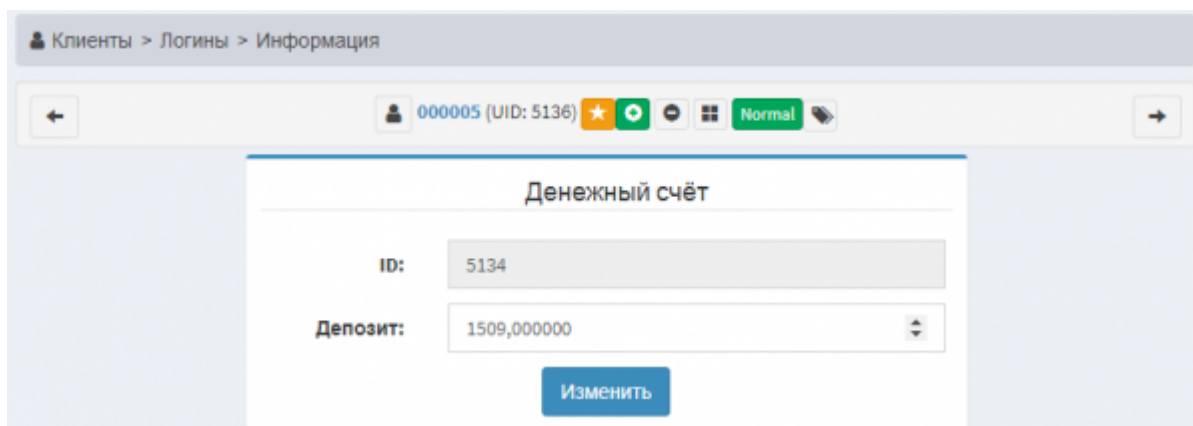 Клиенты > Логины > Информация
000005 (UID: 5136) Normal
Денежный счёт
ID: 5134
Депозит: 1509,000000
Изменить